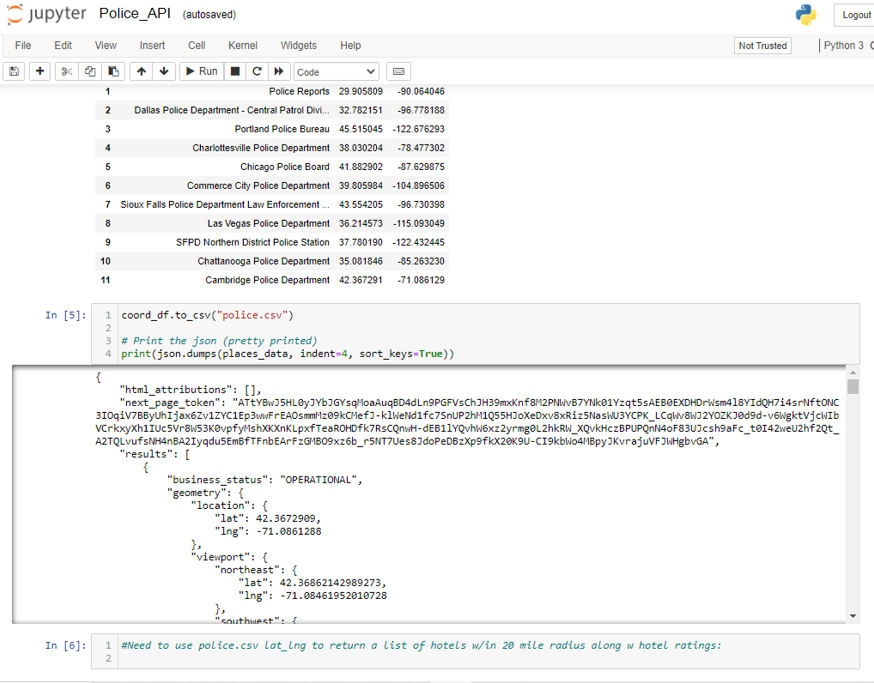 jupyter Police_API (autosaved)
Logout
File Edit View Insert Cell Kernel Widgets Help
Not Trusted
Python 3
Run
Code
1 Police Reports 29.905809 -90.064046
2 Dallas Police Department - Central Patrol Divi... 32.782151 -96.778188
3 Portland Police Bureau 45.515045 -122.676293
4 Charlottesville Police Department 38.030204 -78.477302
5 Chicago Police Board 41.882902 -87.629875
6 Commerce City Police Department 39.805984 -104.896506
7 Sioux Falls Police Department Law Enforcement ... 43.554205 -96.730398
8 Las Vegas Police Department 36.214573 -115.093049
9 SFPD Northern District Police Station 37.780190 -122.432445
10 Chattanooga Police Department 35.081846 -85.263230
11 Cambridge Police Department 42.367291 -71.086129
In [5]:
1 coord_df.to_csv("police.csv")
2
3 # Print the json (pretty printed)
4 print(json.dumps(places_data, indent=4, sort_keys=True))
{
"html_attributions": [],
"next_page_token":
"results": [
{
"business_status": "OPERATIONAL",
"geometry": {
"location": {
"lat": 42.3672909,
"lng": -71.0861288
},
"viewport": {
"northeast": {
"lat": 42.36862142989273,
"lng": -71.08461952010728
},
"southwest": {
In [6]:
1 #Need to use police.csv lat_lng to return a list of hotels w/in 20 mile radius along w hotel ratings:
2